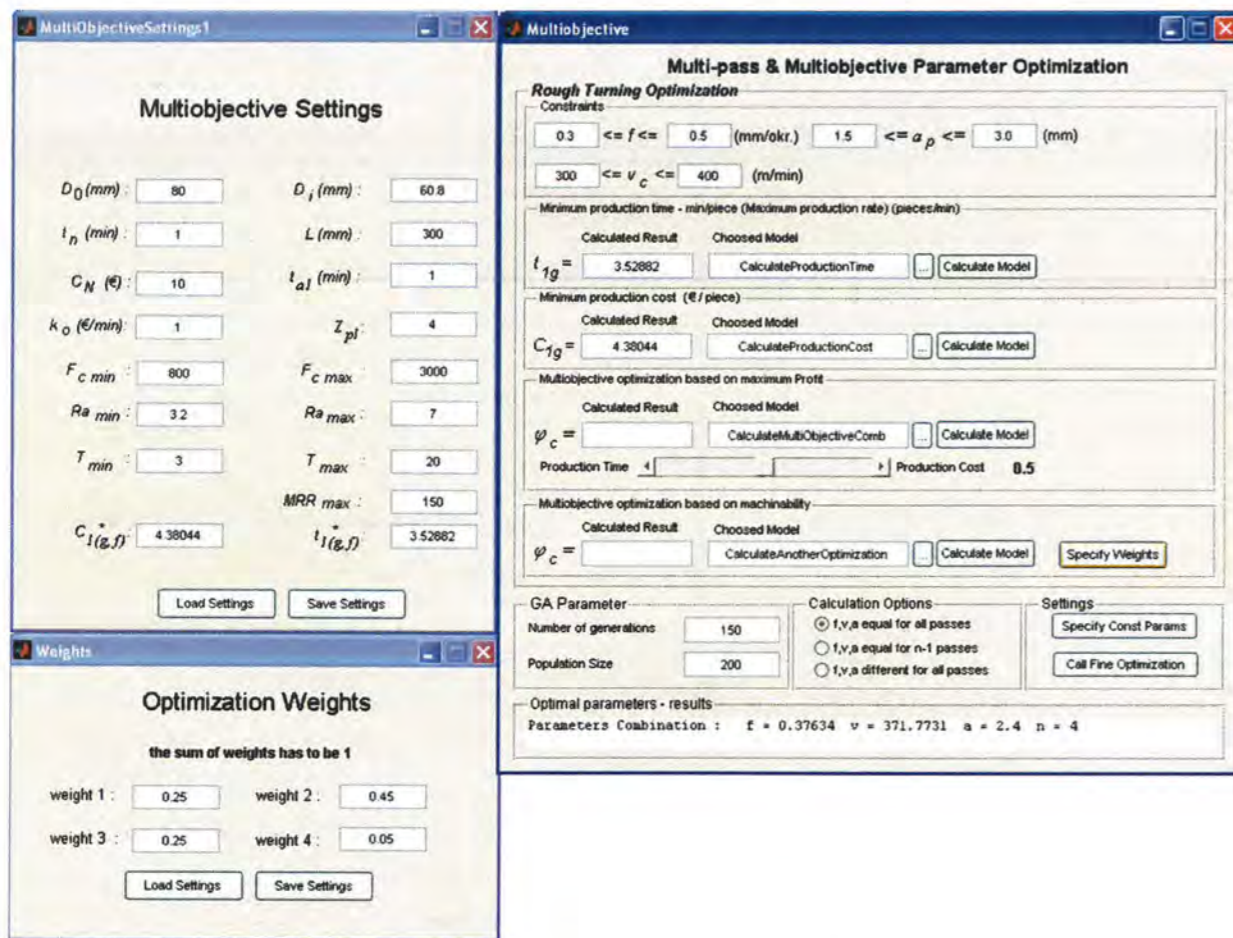 MultiObjectiveSettings1
Multiobjective Settings
D0 (mm) : 80 Di (mm) : 60.8
tn (min) : 1 L (mm) : 300
CN (€) : 10 tal (min) : 1
ko (€/min): 1 Zpl: 4
Fc min : 800 Fc max : 3000
Ra min : 3.2 Ra max : 7
Tmin : 3 Tmax : 20
MRR max : 150
C*1(g,f): 4.38044 t*1(g,f): 3.52882
Load Settings Save Settings
Weights
Optimization Weights
the sum of weights has to be 1
weight 1 : 0.25 weight 2 : 0.45
weight 3 : 0.25 weight 4 : 0.05
Load Settings Save Settings
Multiobjective
Multi-pass & Multiobjective Parameter Optimization
Rough Turning Optimization
Constraints
0.3 <= f <= 0.5 (mm/okr.) 1.5 <= ap <= 3.0 (mm)
300 <= vc <= 400 (m/min)
Minimum production time - min/piece (Maximum production rate) (pieces/min)
Calculated Result Choosed Model
t1g = 3.52882 CalculateProductionTime ... Calculate Model
Minimum production cost (€/ piece)
Calculated Result Choosed Model
C1g = 4.38044 CalculateProductionCost ... Calculate Model
Multiobjective optimization based on maximum Profit
Calculated Result Choosed Model
φc = CalculateMultiObjectiveComb ... Calculate Model
Production Time Production Cost 0.5
Multiobjective optimization based on machinability
Calculated Result Choosed Model
φc = CalculateAnotherOptimization ... Calculate Model Specify Weights
GA Parameter
Number of generations 150
Population Size 200
Calculation Options
f,v,a equal for all passes
f,v,a equal for n-1 passes
f,v,a different for all passes
Settings
Specify Const Params
Call Fine Optimization
Optimal parameters - results
Parameters Combination : f = 0.37634 v = 371.7731 a = 2.4 n = 4